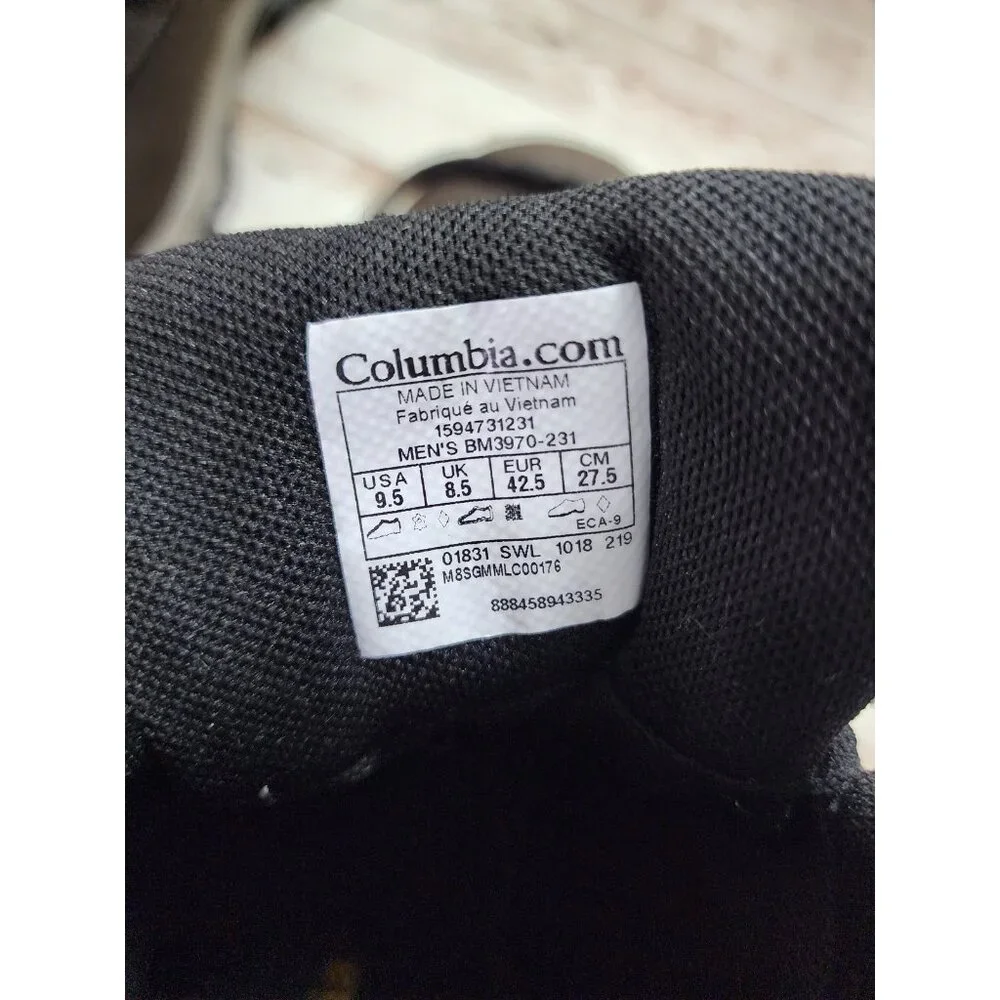 Columbia.com
MADE IN VIETNAM
Fabriqué au Vietnam
1594731231
MEN'S BM3970-231
USA UK EUR CM
9.5 8.5 42.5 27.5
ECA-9
01831 SWL 1018 219
M8SGMMLC00176
888458943335